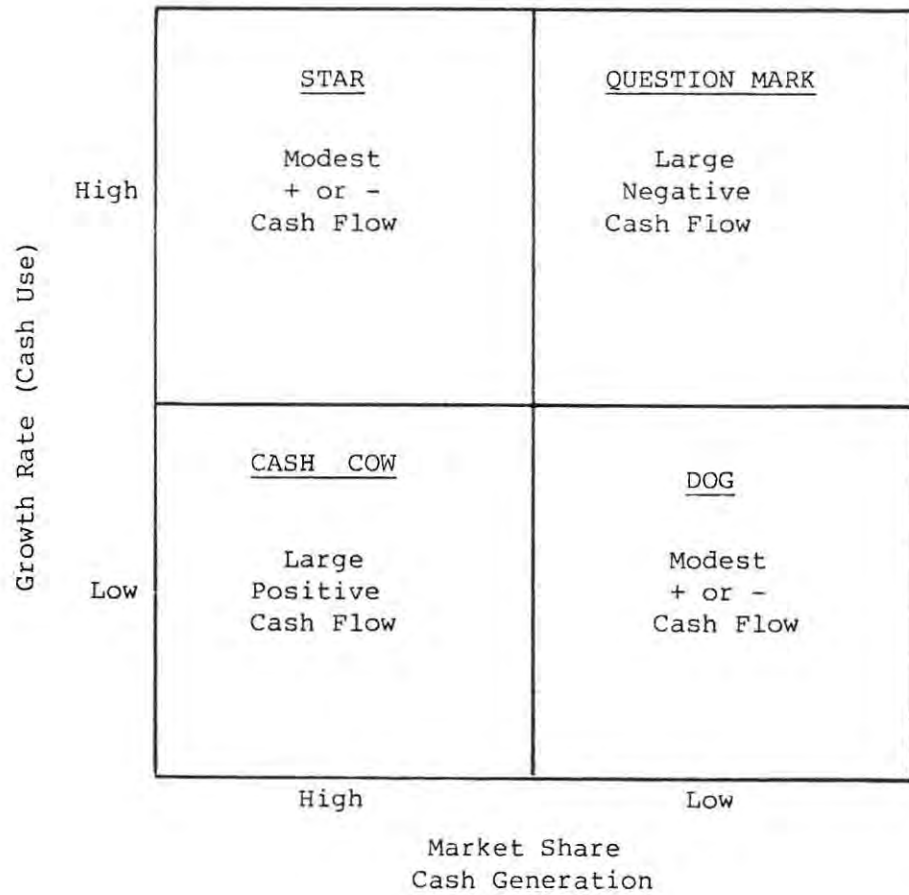 STAR
Modest
+ or -
Cash Flow
QUESTION MARK
Large
Negative
Cash Flow
High
Growth Rate (Cash Use)
CASH COW
Large
Positive
Cash Flow
DOG
Modest
+ or -
Cash Flow
Low
High
Low
Market Share
Cash Generation